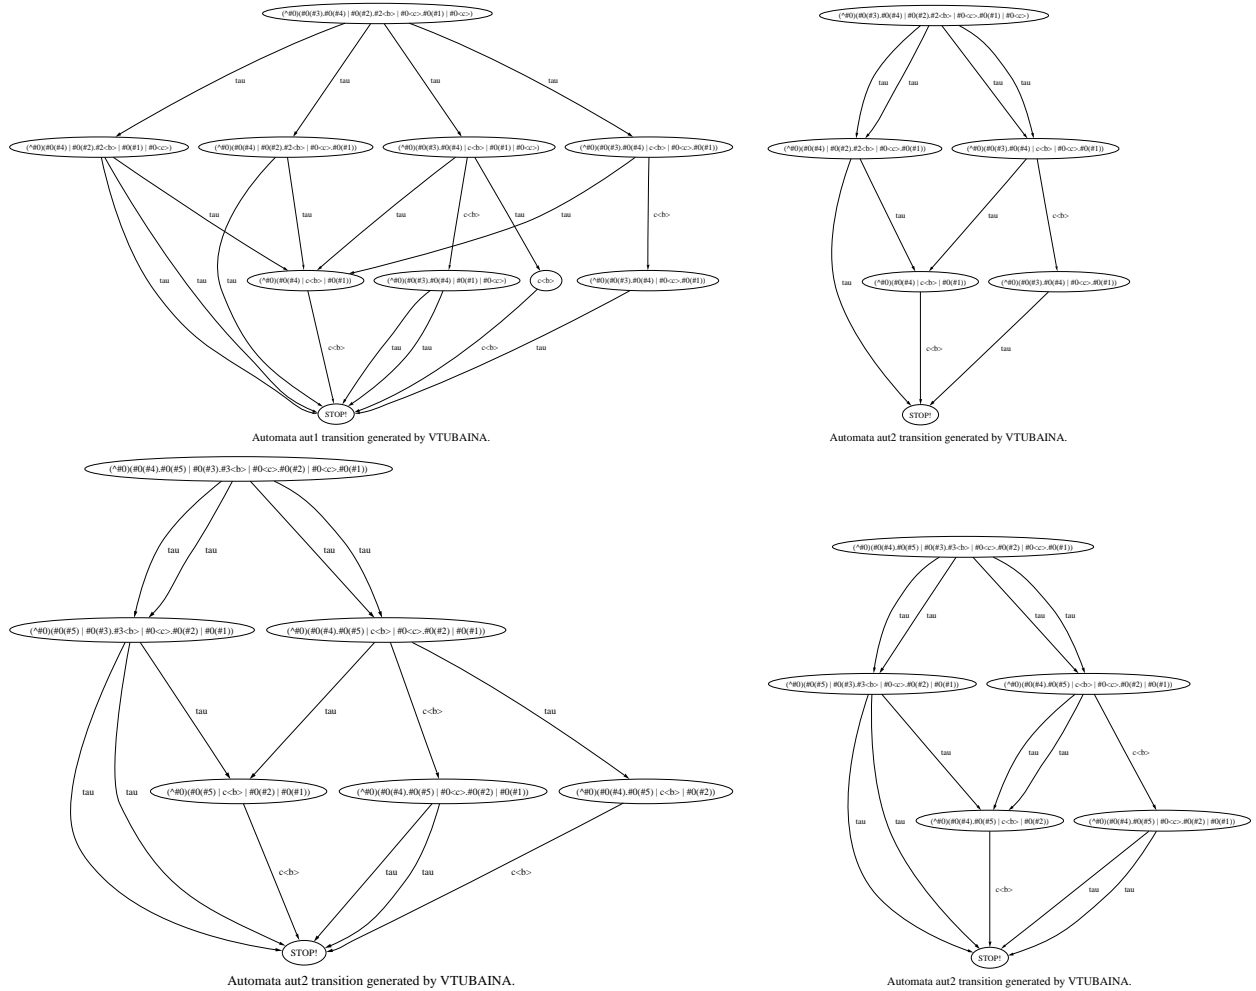 (^#0)(#0(#3).#0(#4) | #0(#2).#2<b> | #0<c>.#0(#1) | #0<c>)
tau
tau
tau
tau
(^#0)(#0(#4) | #0(#2).#2<b> | #0(#1) | #0<c>)
(^#0)(#0(#4) | #0(#2).#2<b> | #0<c>.#0(#1))
(^#0)(#0(#3).#0(#4) | c<b> | #0(#1) | #0<c>)
(^#0)(#0(#3).#0(#4) | c<b> | #0<c>.#0(#1))
tau
tau
tau
c<b>
tau
tau
c<b>
tau
tau
tau
(^#0)(#0(#4) | c<b> | #0(#1))
(^#0)(#0(#3).#0(#4) | #0(#1) | #0<c>)
c<b>
(^#0)(#0(#3).#0(#4) | #0<c>.#0(#1))
c<b>
tau
tau
c<b>
tau
STOP!
Automata aut1 transition generated by VTUBAINA.
(^#0)(#0(#3).#0(#4) | #0(#2).#2<b> | #0<c>.#0(#1) | #0<c>)
tau
tau
tau
tau
(^#0)(#0(#4) | #0(#2).#2<b> | #0<c>.#0(#1))
(^#0)(#0(#3).#0(#4) | c<b> | #0<c>.#0(#1))
tau
tau
c<b>
tau
(^#0)(#0(#4) | c<b> | #0(#1))
(^#0)(#0(#3).#0(#4) | #0<c>.#0(#1))
c<b>
tau
STOP!
Automata aut2 transition generated by VTUBAINA.
(^#0)(#0(#4).#0(#5) | #0(#3).#3<b> | #0<c>.#0(#2) | #0<c>.#0(#1))
tau
tau
tau
tau
(^#0)(#0(#5) | #0(#3).#3<b> | #0<c>.#0(#2) | #0(#1))
(^#0)(#0(#4).#0(#5) | c<b> | #0<c>.#0(#2) | #0(#1))
tau
tau
c<b>
tau
tau
tau
(^#0)(#0(#5) | c<b> | #0(#2) | #0(#1))
(^#0)(#0(#4).#0(#5) | #0<c>.#0(#2) | #0(#1))
(^#0)(#0(#4).#0(#5) | c<b> | #0(#2))
c<b>
tau
tau
c<b>
STOP!
Automata aut2 transition generated by VTUBAINA.
(^#0)(#0(#4).#0(#5) | #0(#3).#3<b> | #0<c>.#0(#2) | #0<c>.#0(#1))
tau
tau
tau
tau
(^#0)(#0(#5) | #0(#3).#3<b> | #0<c>.#0(#2) | #0(#1))
(^#0)(#0(#4).#0(#5) | c<b> | #0<c>.#0(#2) | #0(#1))
tau
tau
tau
c<b>
tau
tau
(^#0)(#0(#4).#0(#5) | c<b> | #0(#2))
(^#0)(#0(#4).#0(#5) | #0<c>.#0(#2) | #0(#1))
c<b>
tau
tau
STOP!
Automata aut2 transition generated by VTUBAINA.